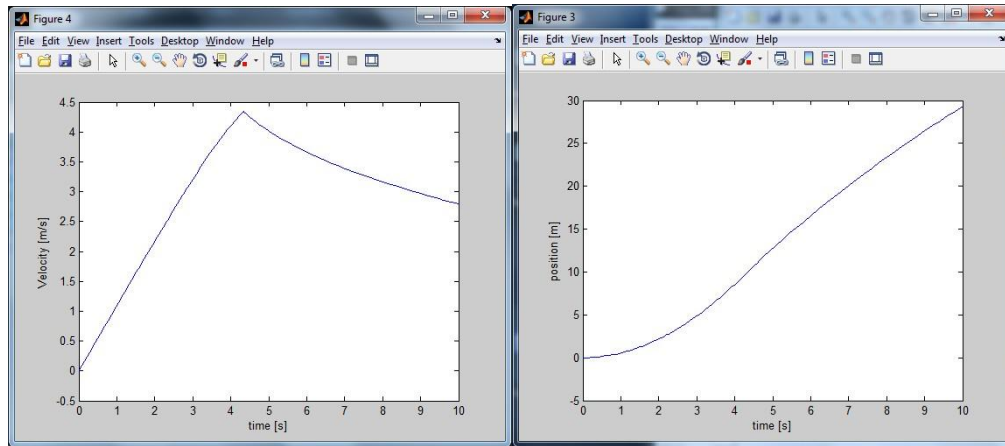 Figure 4
File Edit View Insert Tools Desktop Window Help
4.5
4
3.5
3
2.5
2
1.5
1
0.5
0
-0.5
Velocity [m/s]
0 1 2 3 4 5 6 7 8 9 10
time [s]
Figure 3
File Edit View Insert Tools Desktop Window Help
30
25
20
15
10
5
0
-5
position [m]
0 1 2 3 4 5 6 7 8 9 10
time [s]